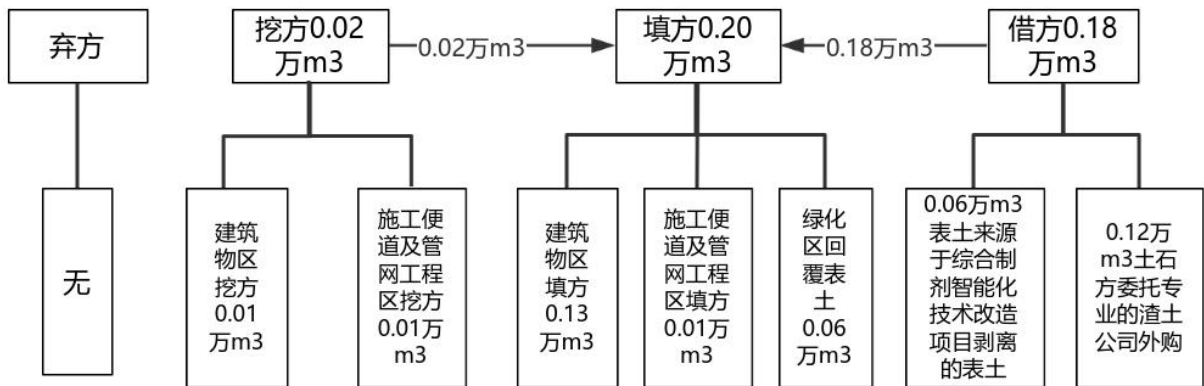 弃方
挖方0.02
万m3
0.02万m3
填方0.20
万m3
0.18万m3
借方0.18
万m3
无
建筑
物区
挖方
0.01
万m3
施工便
道及管
网工程
区挖方
0.01万
m3
建筑
物区
填方
0.13
万m3
施工便
道及管
网工程
区填方
0.01万
m3
绿化
区回
覆表
土
0.06
万m3
0.06万m3
表土来源
于综合制
剂智能化
技术改造
项目剥离
的表土
0.12万
m3土石
方委托专
业的渣土
公司外购